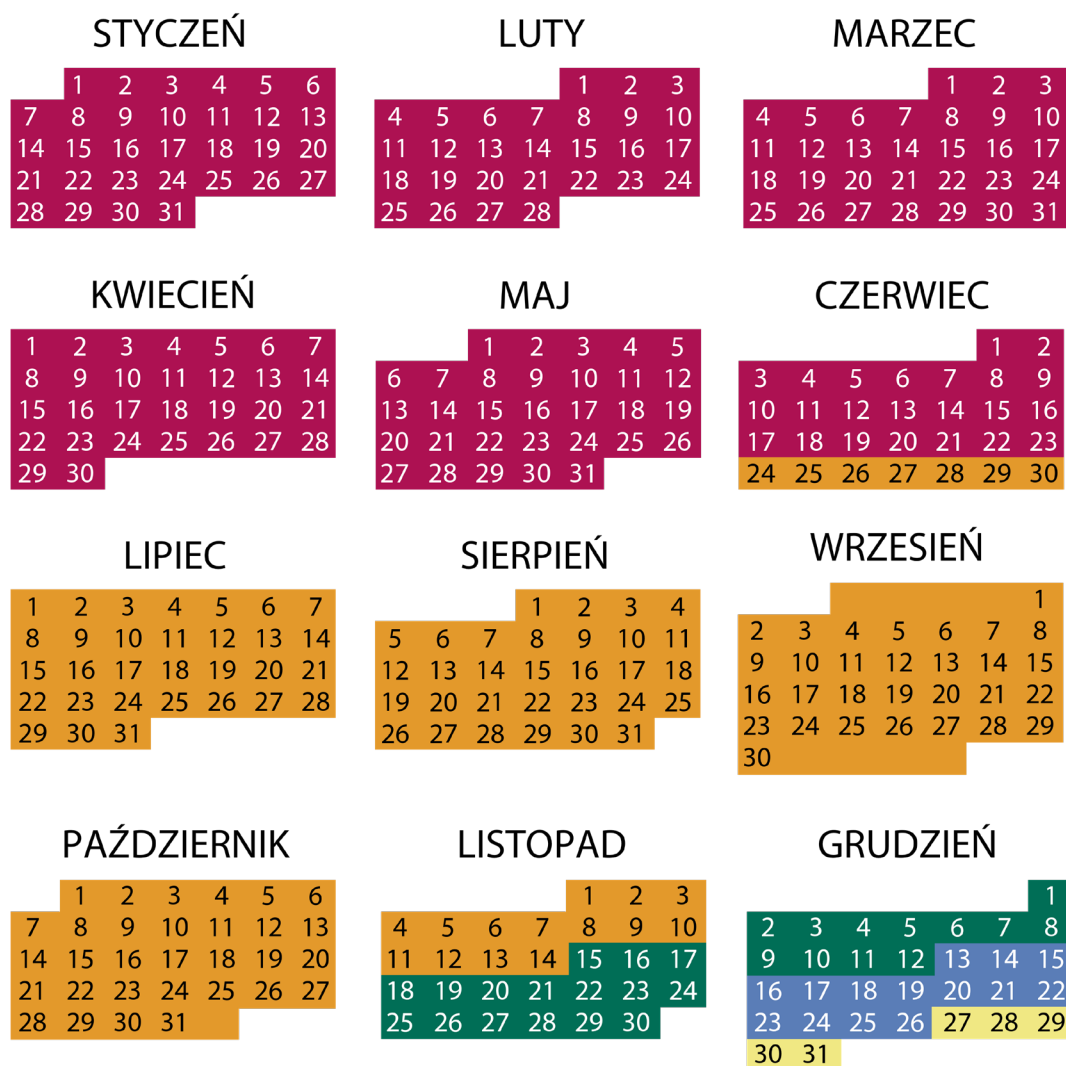 STYCZEŃ
1 2 3 4 5 6
7 8 9 10 11 12 13
14 15 16 17 18 19 20
21 22 23 24 25 26 27
28 29 30 31
LUTY
1 2 3
4 5 6 7 8 9 10
11 12 13 14 15 16 17
18 19 20 21 22 23 24
25 26 27 28
MARZEC
1 2 3
4 5 6 7 8 9 10
11 12 13 14 15 16 17
18 19 20 21 22 23 24
25 26 27 28 29 30 31
KWIECIEŃ
1 2 3 4 5 6 7
8 9 10 11 12 13 14
15 16 17 18 19 20 21
22 23 24 25 26 27 28
29 30
MAJ
1 2 3 4 5
6 7 8 9 10 11 12
13 14 15 16 17 18 19
20 21 22 23 24 25 26
27 28 29 30 31
CZERWIEC
1 2
3 4 5 6 7 8 9
10 11 12 13 14 15 16
17 18 19 20 21 22 23
24 25 26 27 28 29 30
LIPIEC
1 2 3 4 5 6 7
8 9 10 11 12 13 14
15 16 17 18 19 20 21
22 23 24 25 26 27 28
29 30 31
SIERPIEŃ
1 2 3 4
5 6 7 8 9 10 11
12 13 14 15 16 17 18
19 20 21 22 23 24 25
26 27 28 29 30 31
WRZESIEŃ
1
2 3 4 5 6 7 8
9 10 11 12 13 14 15
16 17 18 19 20 21 22
23 24 25 26 27 28 29
30
PAŹDZIERNIK
1 2 3 4 5 6
7 8 9 10 11 12 13
14 15 16 17 18 19 20
21 22 23 24 25 26 27
28 29 30 31
LISTOPAD
1 2 3
4 5 6 7 8 9 10
11 12 13 14 15 16 17
18 19 20 21 22 23 24
25 26 27 28 29 30
GRUDZIEŃ
1
2 3 4 5 6 7 8
9 10 11 12 13 14 15
16 17 18 19 20 21 22
23 24 25 26 27 28 29
30 31